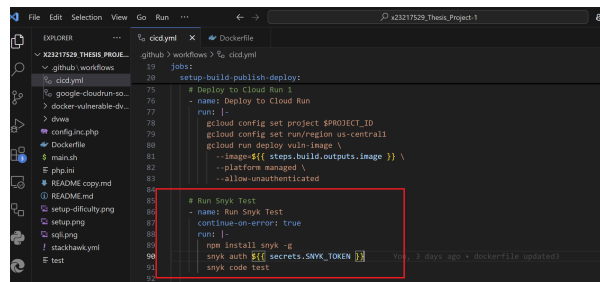 File Edit Selection View Go Run ... x23217529_Thesis_Project-1
EXPLORER ...
X23217529_THESIS_PROJE...
.github\workflows
cicd.yml
google-cloudrun-so...
docker-vulnerable-dv...
dvwa
config.inc.php
Dockerfile
main.sh
php.ini
README copy.md
README.md
setup-dificulty.png
setup.png
sqli.png
stackhawk.yml
test
cicd.yml Dockerfile
.github > workflows > cicd.yml
19 jobs:
20 setup-build-publish-deploy:
75 # Deploy to Cloud Run 1
76 - name: Deploy to Cloud Run
77 run: |-
78 gcloud config set project $PROJECT_ID
79 gcloud config set run/region us-central1
80 gcloud run deploy vuln-image \
81 --image=${{ steps.build.outputs.image }} \
82 --platform managed \
83 --allow-unauthenticated
84
85 # Run Snyk Test
86 - name: Run Snyk Test
87 continue-on-error: true
88 run: |-
89 npm install snyk -g
90 snyk auth ${{ secrets.SNYK_TOKEN }} You, 3 days ago • dockerfile updated3
91 snyk code test
92